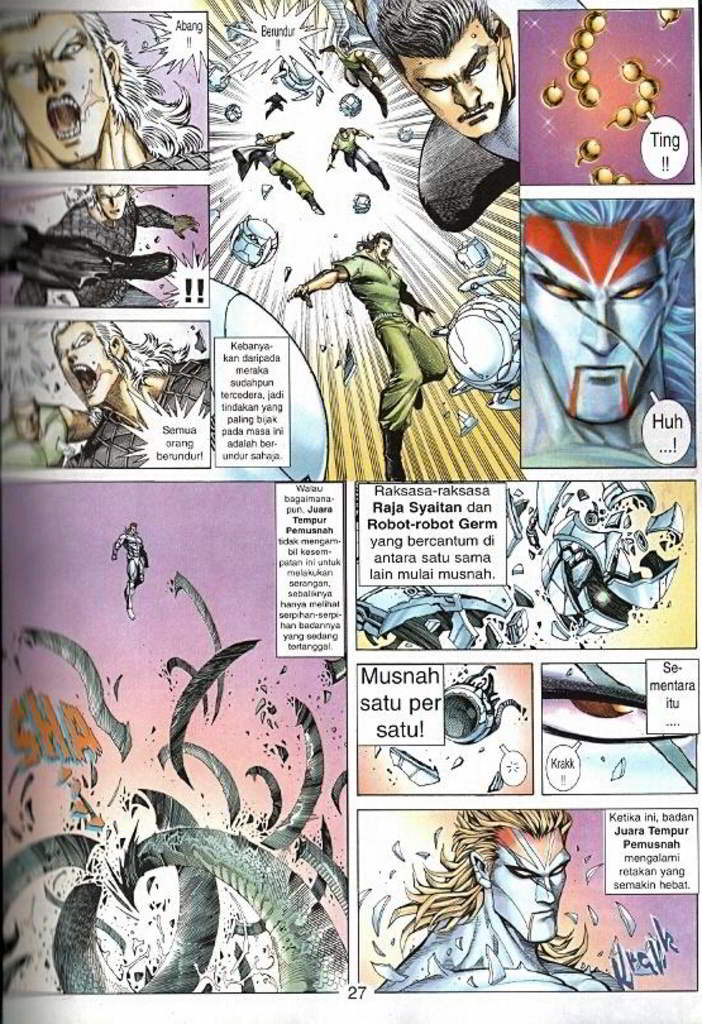 Abang
!!
Berundur
!!
Ting
!!
!!
Semua
orang
berundur!
Kebanya-
kan daripada
meraka
sudahpun
tercedera, jadi
tindakan yang
paling bijak
pada masa ini
adalah ber-
undur sahaja.
Huh
...!
Walau
bagaimana-
pun, Juara
Tempur
Pemusnah
tidak mengam-
bil kesem-
patan ini untuk
melakukan
serangan,
sebaliknya
hanya melihat
serpihan-serpi-
han badannya
yang sedang
tertanggal.
Raksasa-raksasa
Raja Syaitan dan
Robot-robot Germ
yang bercantum di
antara satu sama
lain mulai musnah.
Musnah
satu per
satu!
Se-
mentara
itu
....
Krakk
!!
Ketika ini, badan
Juara Tempur
Pemusnah
mengalami
retakan yang
semakin hebat.
27